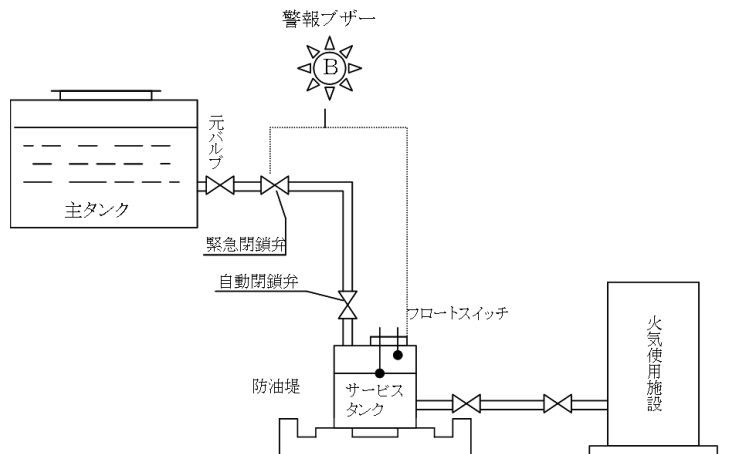 警報ブザー
B
元バルブ
主タンク
緊急閉鎖弁
自動閉鎖弁
フロートスイッチ
火気使用施設
防油堤
サービス
タンク